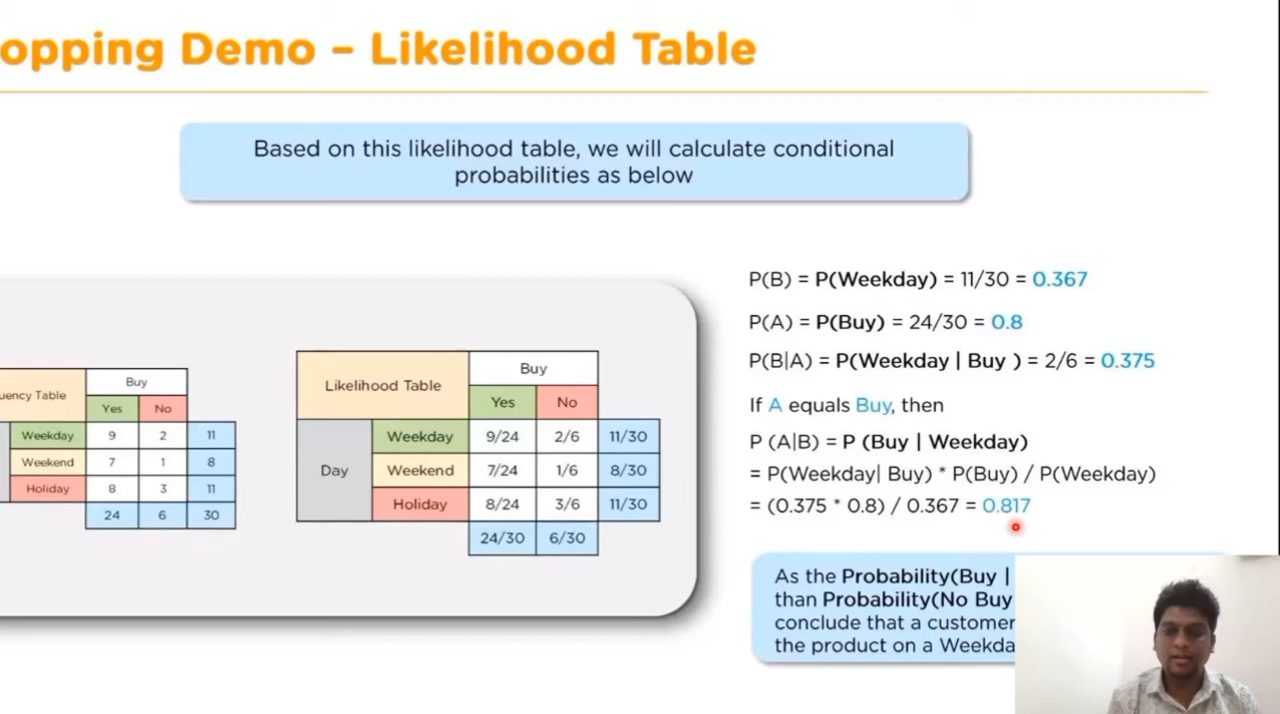 opping Demo – Likelihood Table
Based on this likelihood table, we will calculate conditional
probabilities as below
uency Table
Buy
Yes No
Weekday 9 2 11
Weekend 7 1 8
Holiday 8 3 11
24 6 30
Likelihood Table
Buy
Yes No
Day
Weekday 9/24 2/6 11/30
Weekend 7/24 1/6 8/30
Holiday 8/24 3/6 11/30
24/30 6/30
P(B) = P(Weekday) = 11/30 = 0.367
P(A) = P(Buy) = 24/30 = 0.8
P(B|A) = P(Weekday | Buy ) = 2/6 = 0.375
If A equals Buy, then
P (A|B) = P (Buy | Weekday)
= P(Weekday| Buy) * P(Buy) / P(Weekday)
= (0.375 * 0.8) / 0.367 = 0.817
As the Probability(Buy |
than Probability(No Buy
conclude that a customer
the product on a Weekda